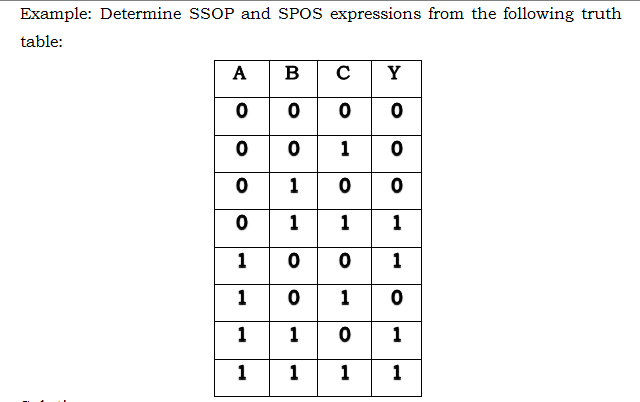 Example: Determine SSOP and SPOS expressions from the following truth
table:
A B C Y
0 0 0 0
0 0 1 0
0 1 0 0
0 1 1 1
1 0 0 1
1 0 1 0
1 1 0 1
1 1 1 1